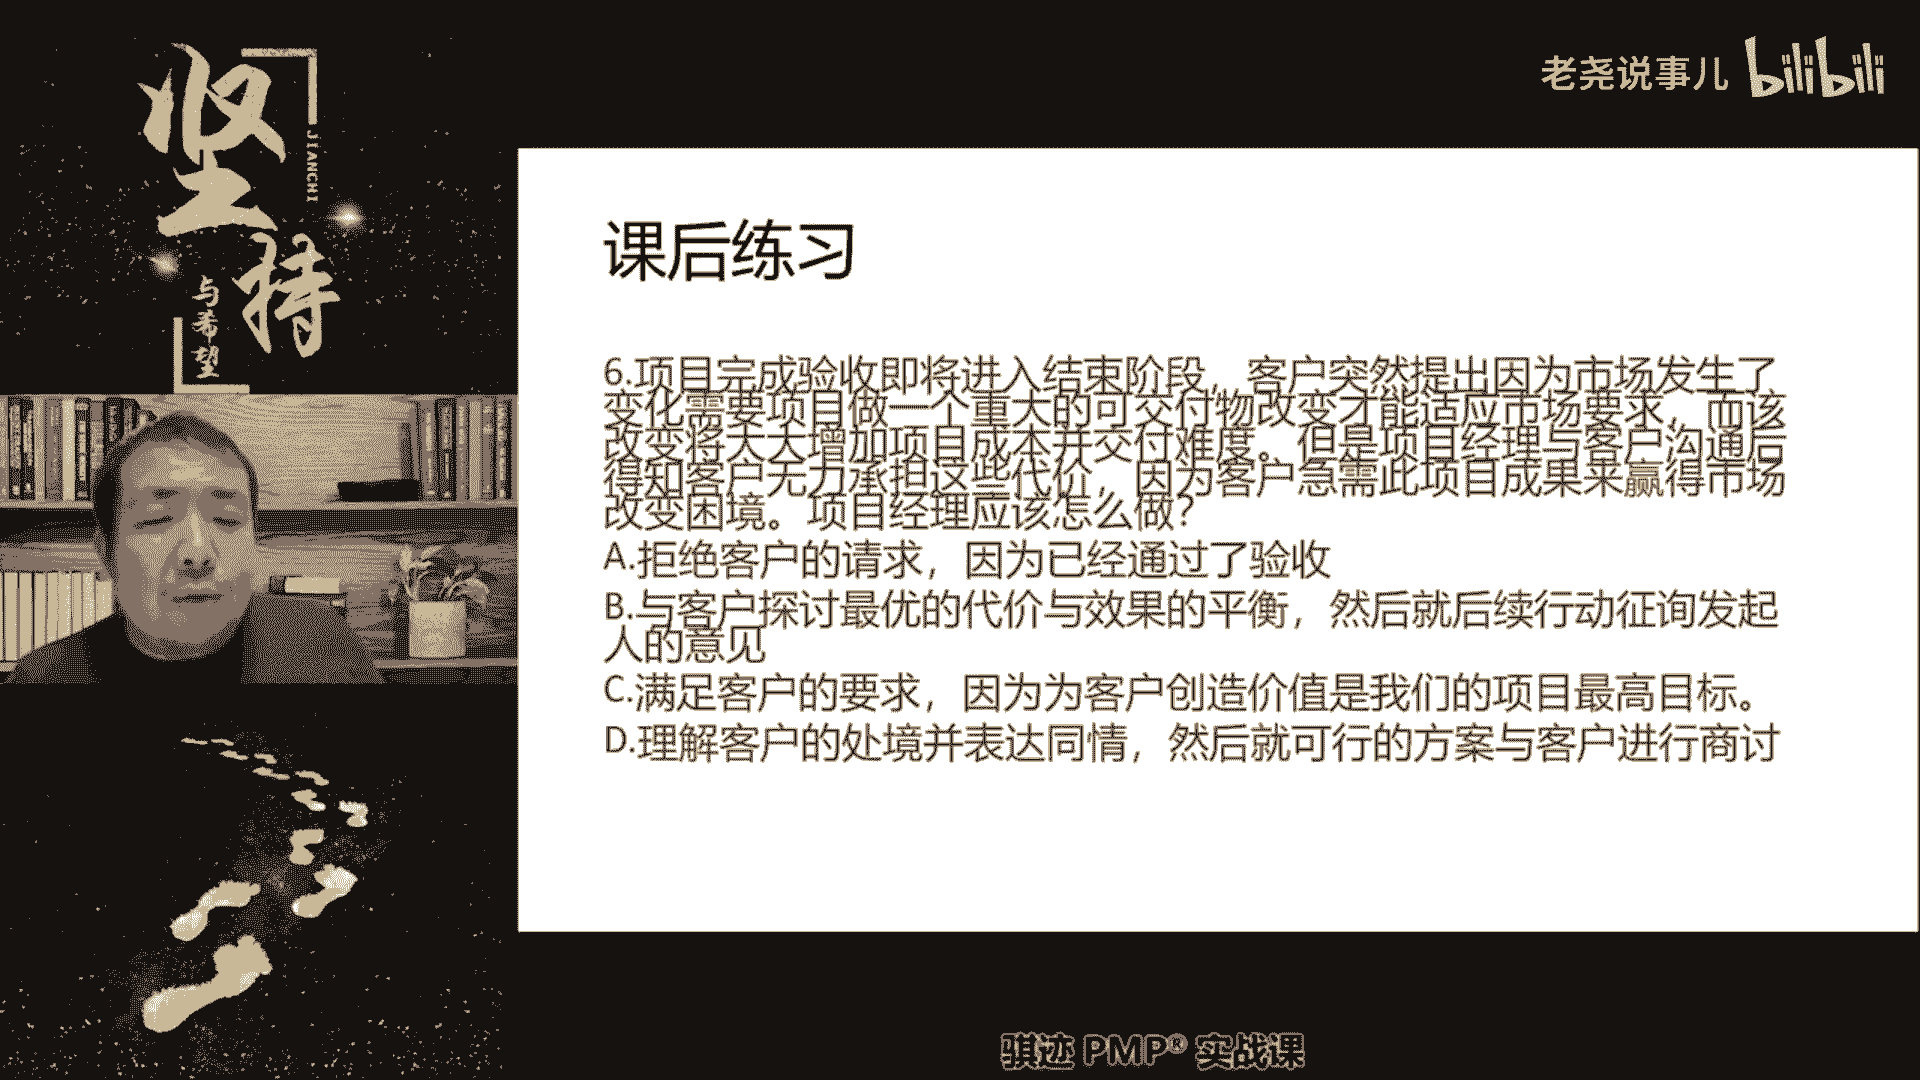 坚持
JIANCHI
与希望
老尧说事儿 bilibili
课后练习
6.项目完成验收即将进入结束阶段，客户突然提出因为市场发生了
变化需要项目做一个重大的可交付物改变才能适应市场要求，而该
改变将大大增加项目成本并交付难度。但是项目经理与客户沟通后
得知客户无力承担这些代价，因为客户急需此项目成果来赢得市场
改变困境。项目经理应该怎么做？
A.拒绝客户的请求，因为已经通过了验收
B.与客户探讨最优的代价与效果的平衡，然后就后续行动征询发起
人的意见
C.满足客户的要求，因为为客户创造价值是我们的项目最高目标。
D.理解客户的处境并表达同情，然后就可行的方案与客户进行商讨
骐迹 PMP® 实战课